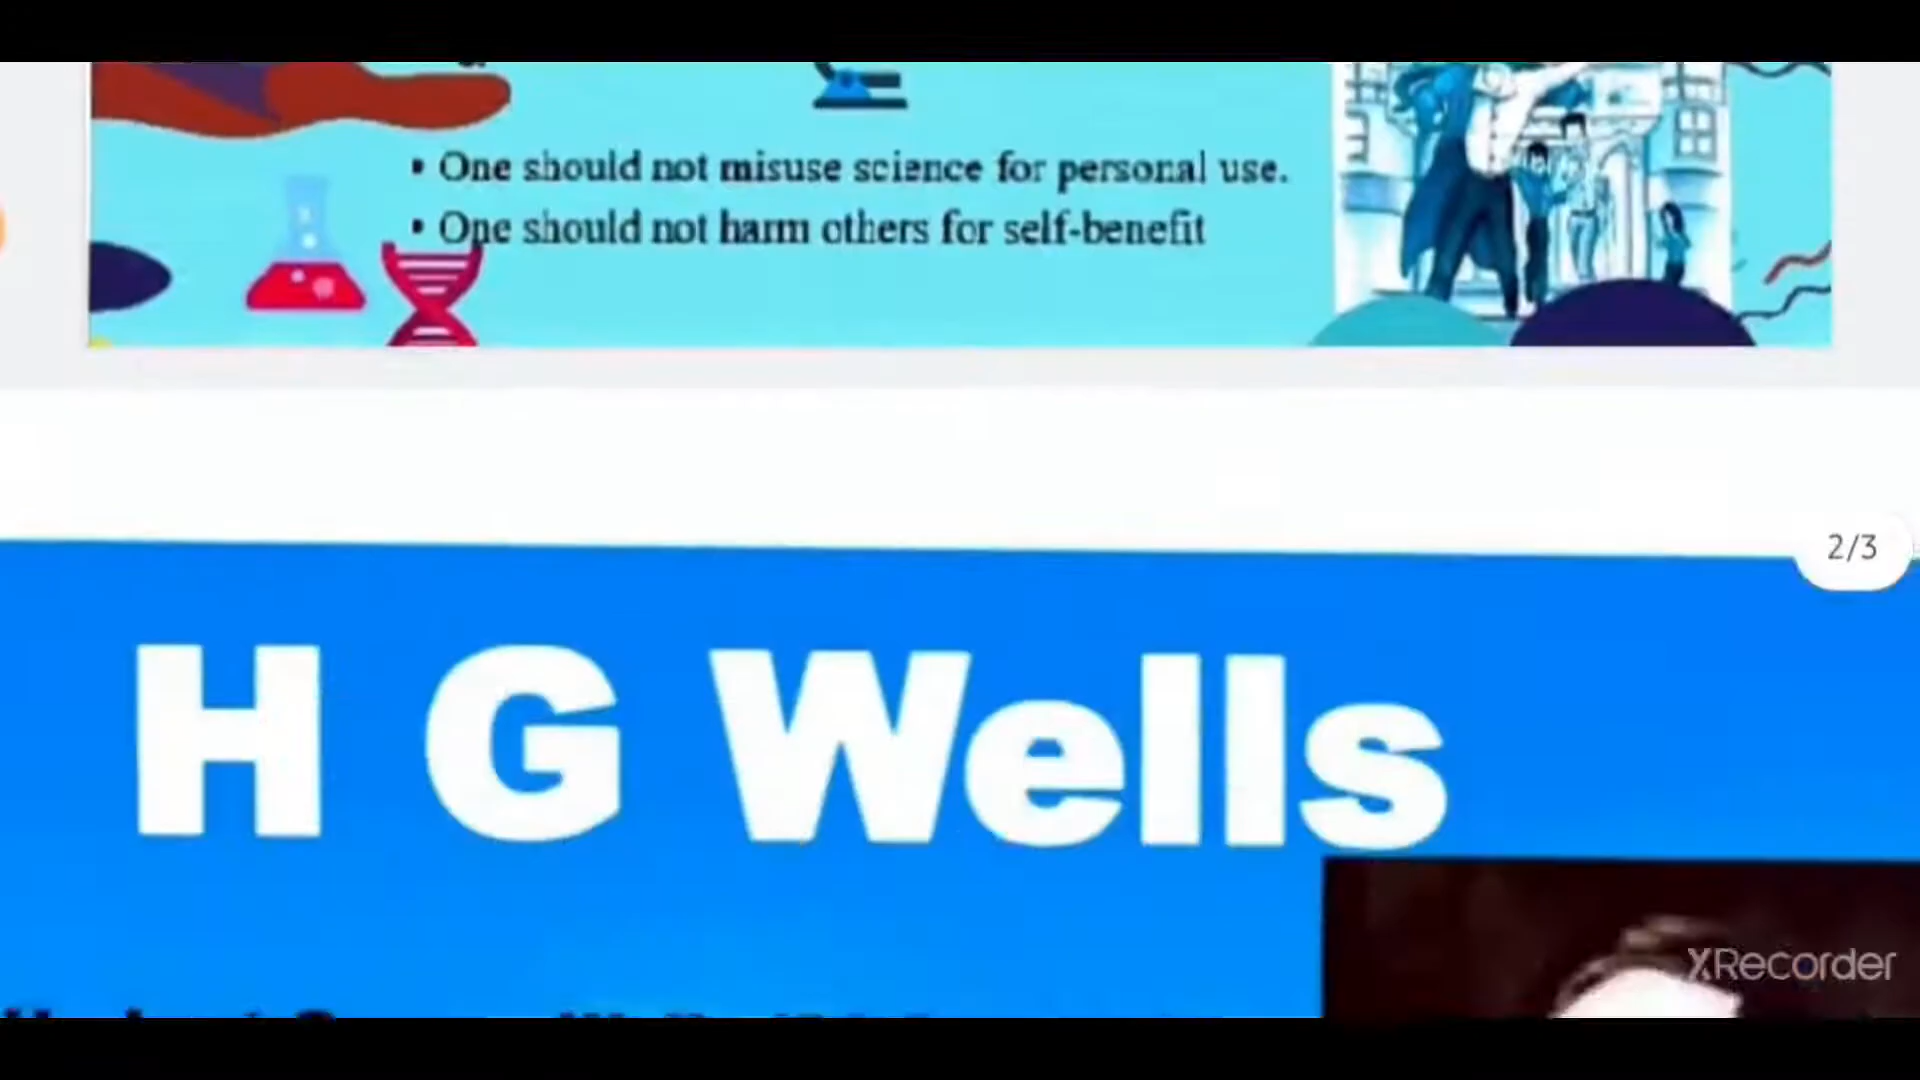 • One should not misuse science for personal use.
• One should not harm others for self-benefit
2/3
H G Wells
XRecorder